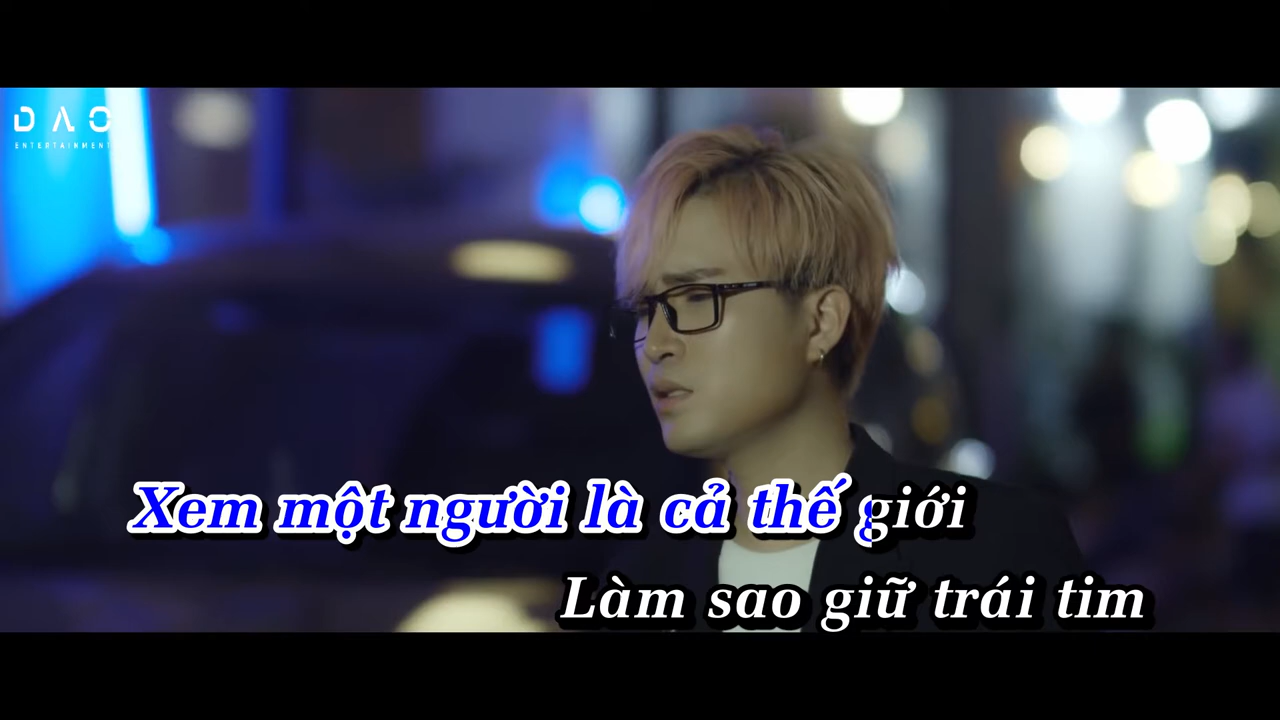 DAO
ENTERTAINMENT
Xem một người là cả thế giới
Làm sao giữ trái tim